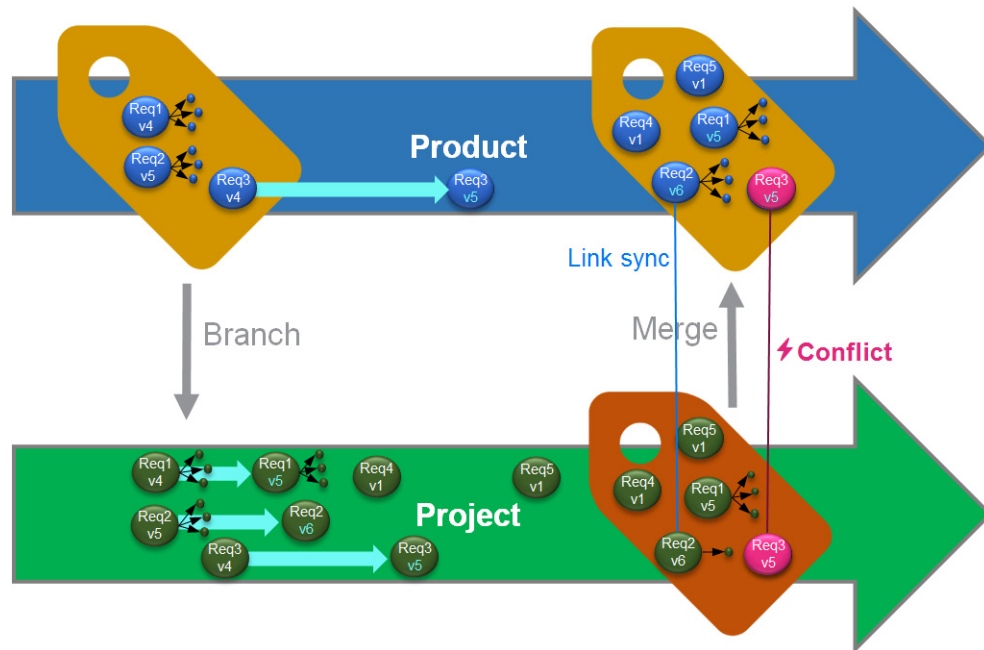 Req1
v4
Req2
v5
Req3
v4
Product
Req3
v5
Req5
v1
Req4
v1
Req1
v5
Req2
v6
Req3
v5
Link sync
Branch
Merge
Conflict
Req1
v4
Req1
v5
Req4
v1
Req5
v1
Req2
v5
Req2
v6
Project
Req3
v4
Req3
v5
Req5
v1
Req4
v1
Req1
v5
Req2
v6
Req3
v5